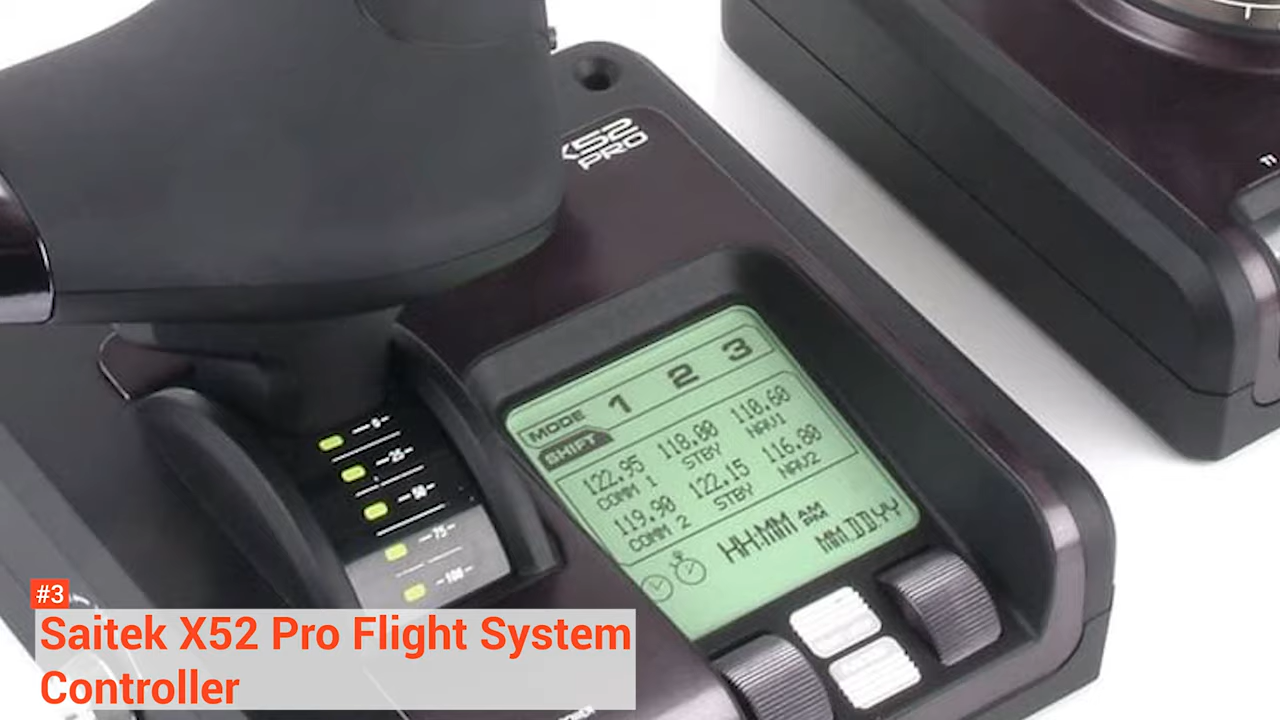 X52
PRO
0
25
50
75
100
MODE 1 2 3
SHIFT
122.95 118.00 118.60
COMM 1 STBY NAV1
119.90 122.15 116.80
COMM 2 STBY NAV2
HH:MM AM PM MM DD YY
#3
Saitek X52 Pro Flight System
Controller